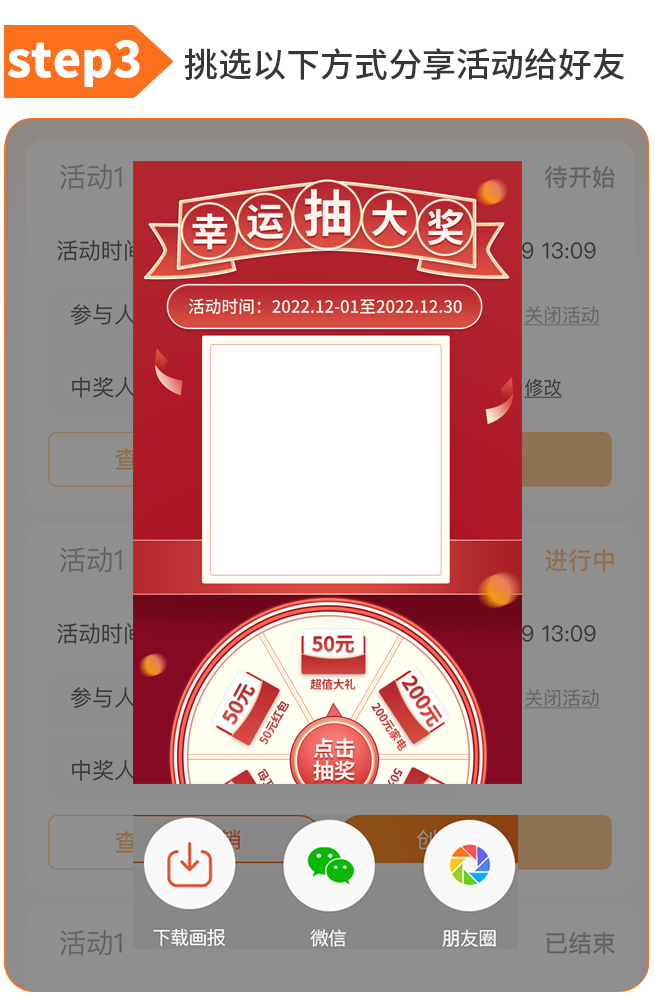 step3 挑选以下方式分享活动给好友
活动1 待开始
幸运抽大奖
活动时间 9 13:09
活动时间：2022.12-01至2022.12.30
参与人 关闭活动
中奖人 修改
查
活动1 进行中
活动时间 9 13:09
50元
超值大礼
50元
50元红包
200元
200元家电
参与人 关闭活动
点击
抽奖
中奖人
查 销 创
下载画报 微信 朋友圈
活动1 已结束